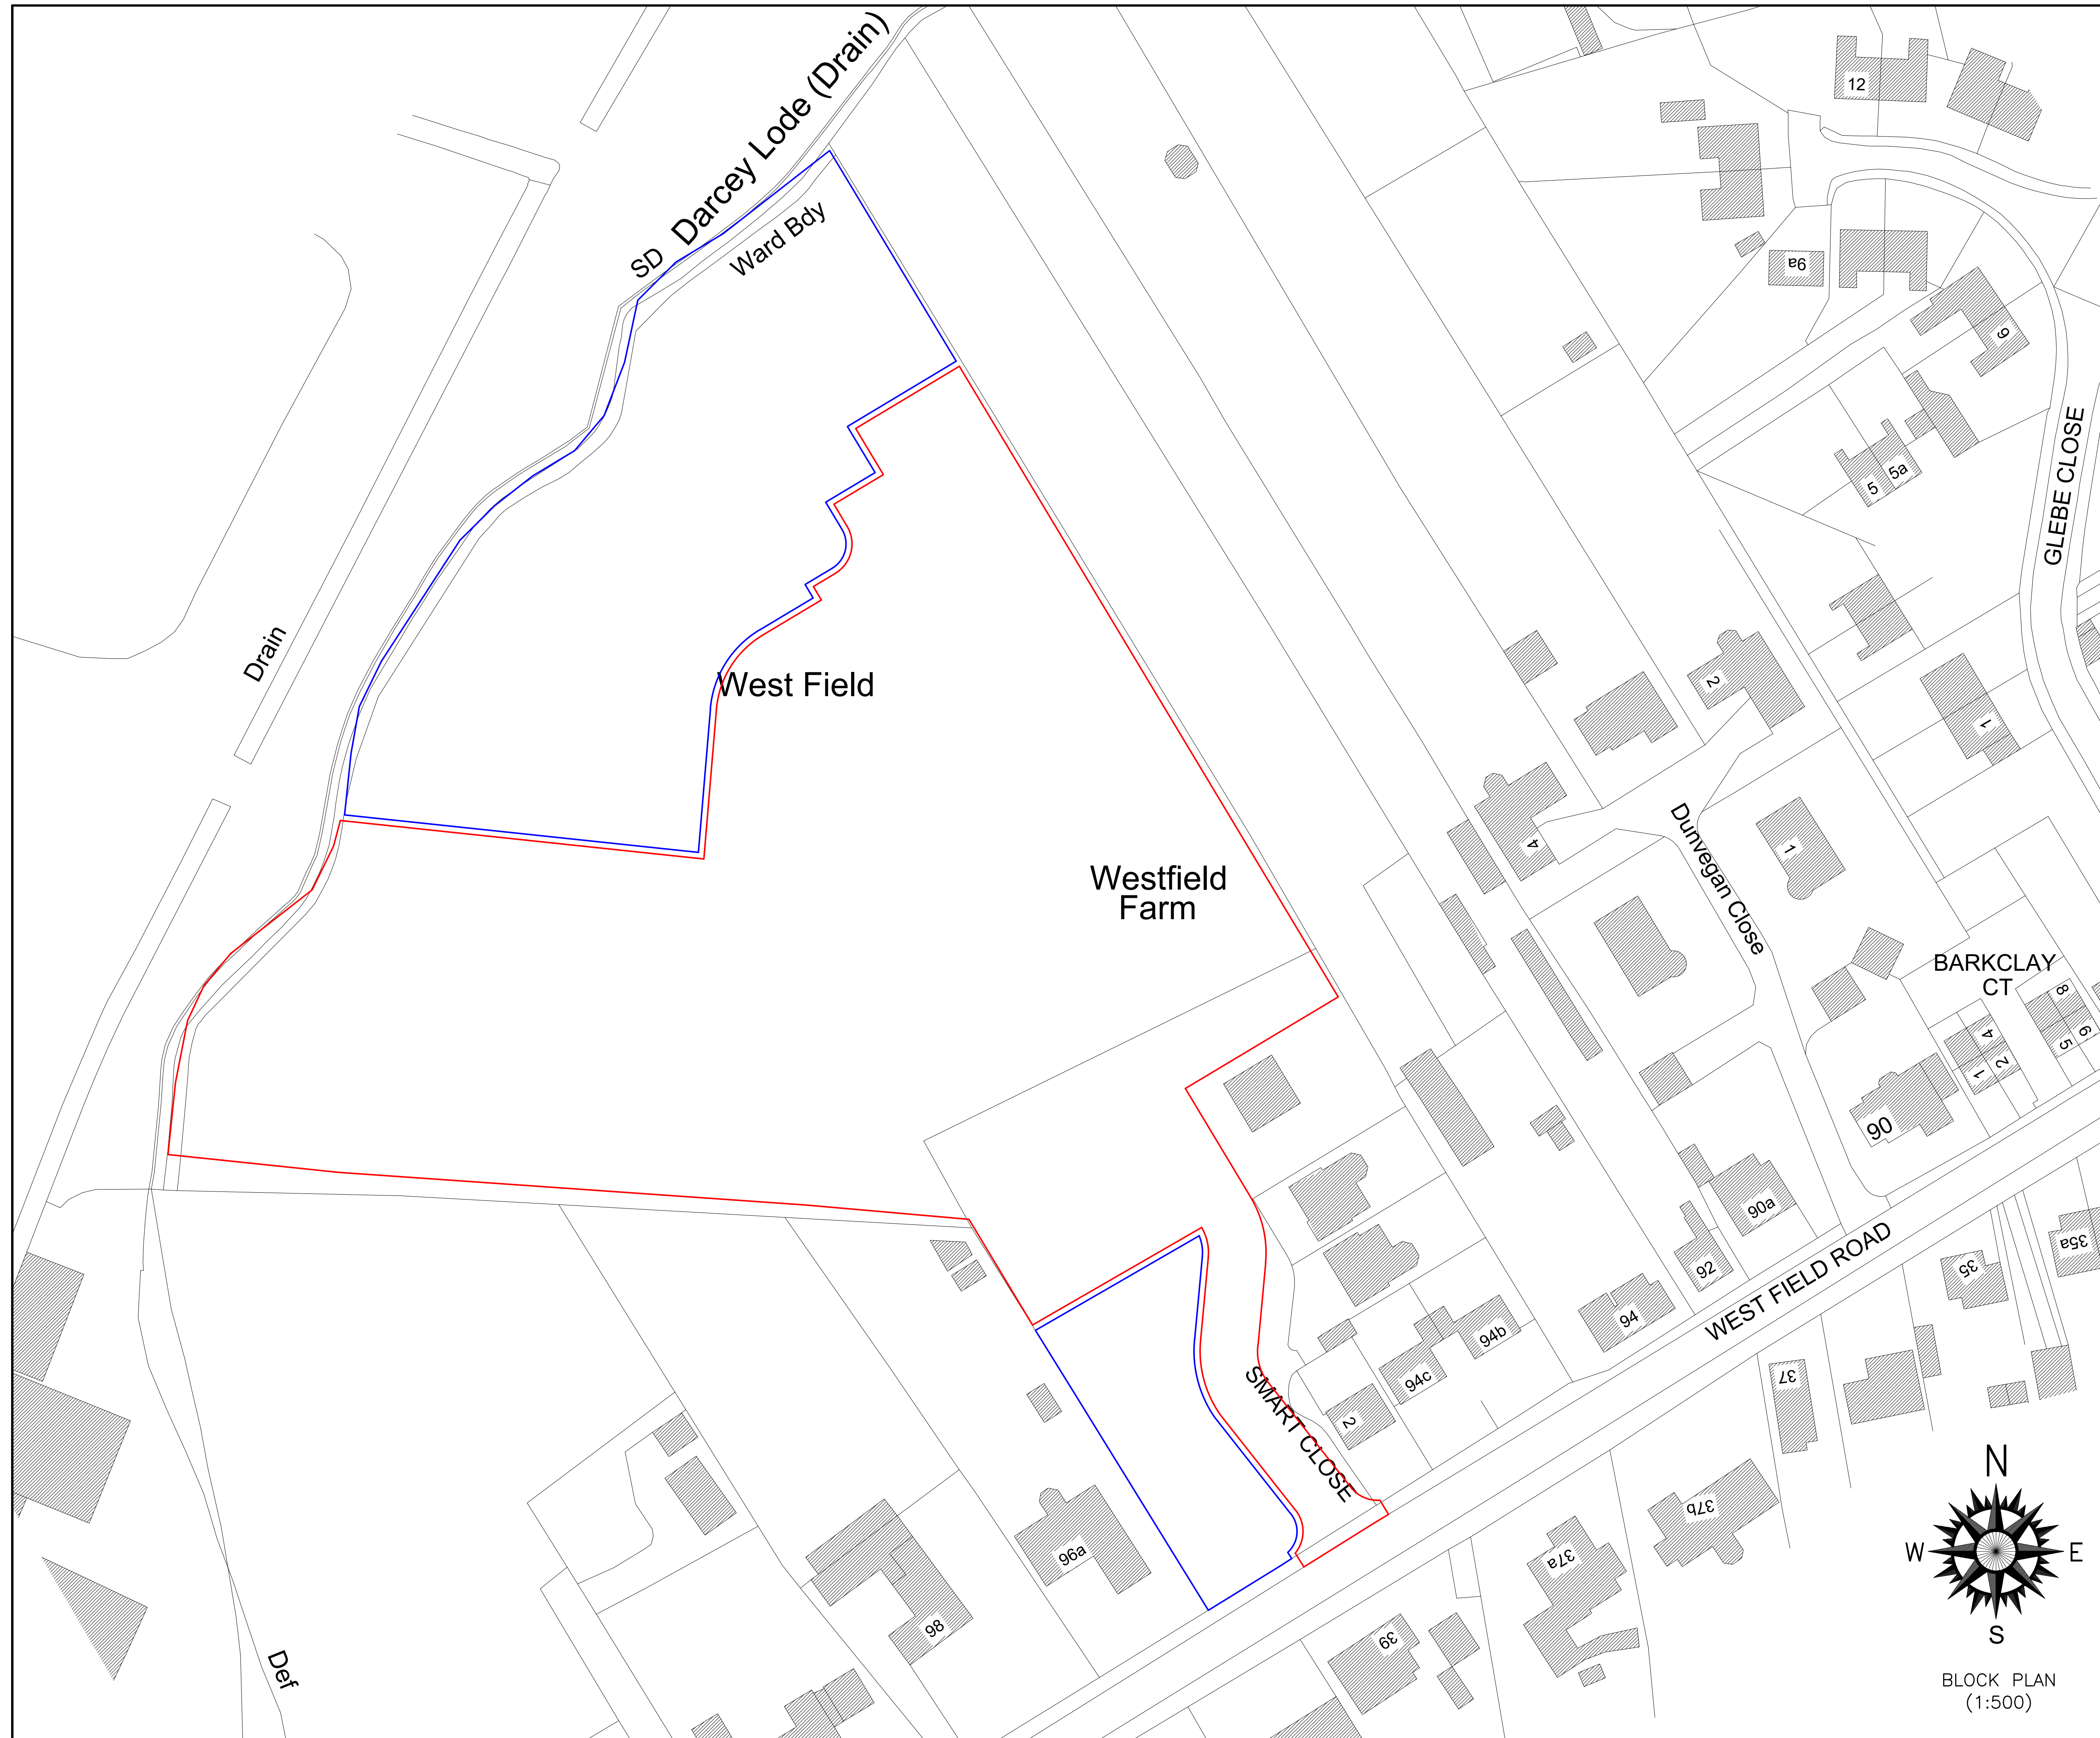 Darcey Lode (Drain)
SD
Ward Bdy
12
9a
9
5
5a
GLEBE CLOSE
Drain
West Field
2
1
4
1
Dunvegan Close
Westfield
Farm
BARKCLAY
CT
8
6
5
4
2
1
90
90a
92
94
WEST FIELD ROAD
94b
94c
2
SMART CLOSE
35a
35
37
37b
37a
39
96a
98
Def
N
W
E
S
BLOCK PLAN
(1:500)